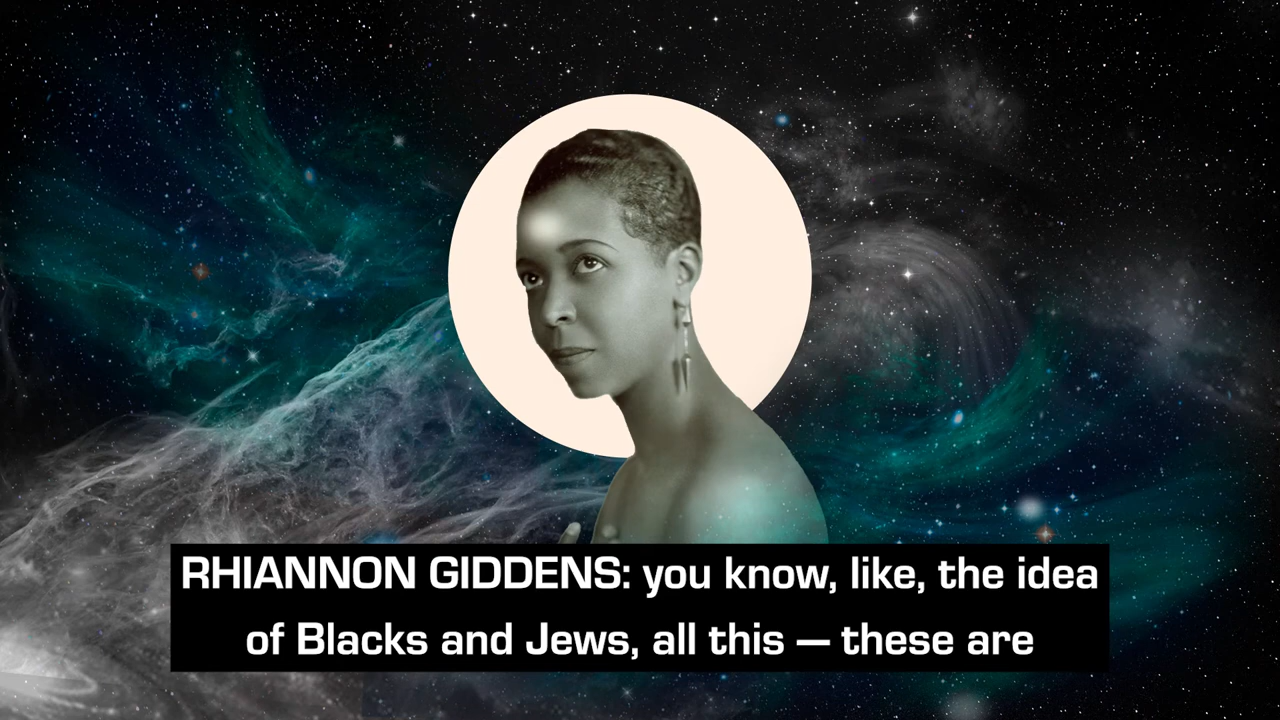 RHIANNON GIDDENS: you know, like, the idea
of Blacks and Jews, all this — these are